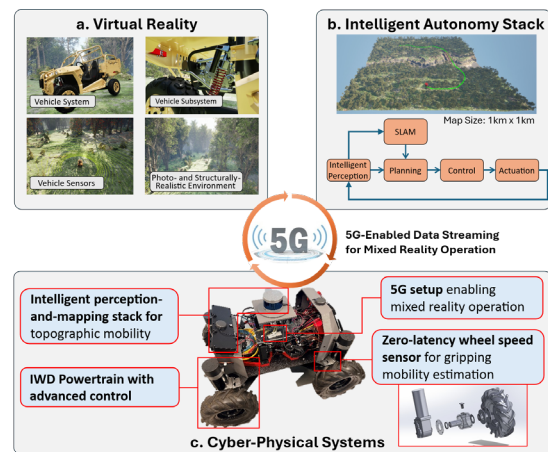 a. Virtual Reality
Vehicle System
Vehicle Subsystem
Vehicle Sensors
Photo- and Structurally-
Realistic Environment
b. Intelligent Autonomy Stack
Map Size: 1km x 1km
SLAM
Intelligent
Perception
Planning
Control
Actuation
5G
5G-Enabled Data Streaming
for Mixed Reality Operation
Intelligent perception-
and-mapping stack for
topographic mobility
5G setup enabling
mixed reality operation
IWD Powertrain with
advanced control
Zero-latency wheel speed
sensor for gripping
mobility estimation
c. Cyber-Physical Systems